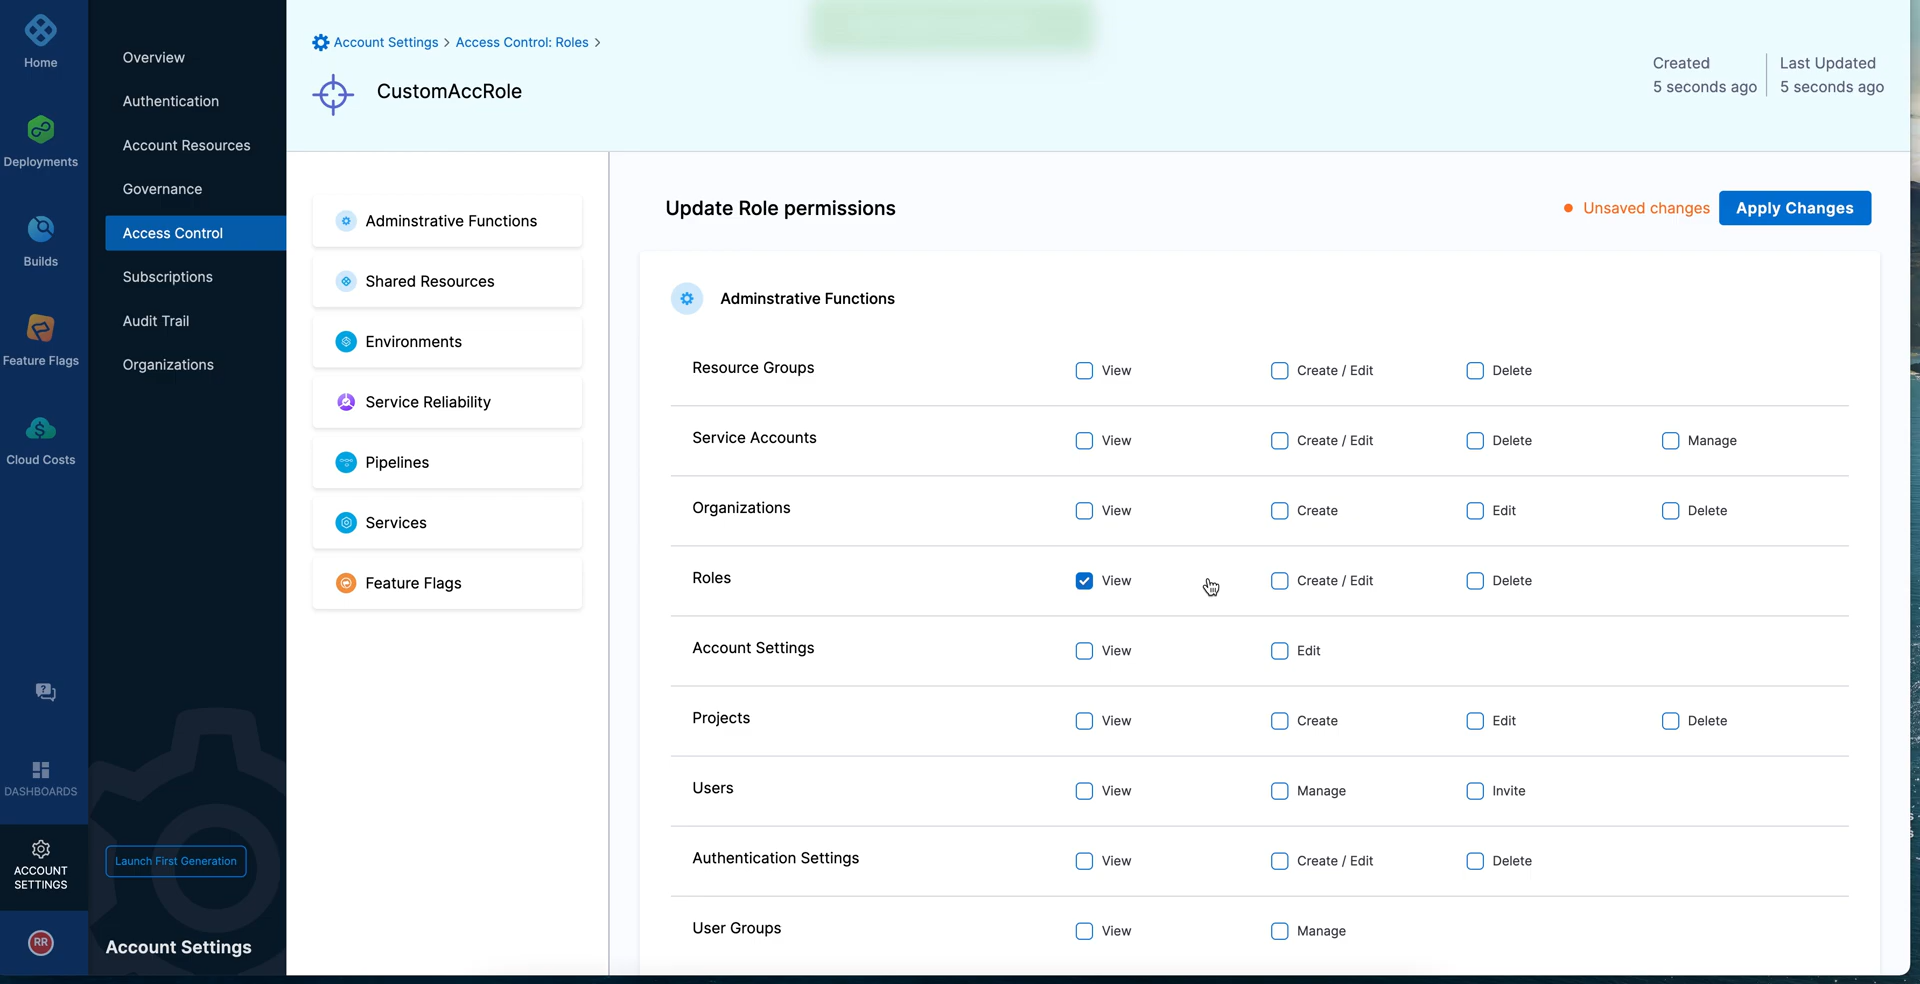 Home
Deployments
Builds
Feature Flags
Cloud Costs
DASHBOARDS
ACCOUNT
SETTINGS
RR
Overview
Authentication
Account Resources
Governance
Access Control
Subscriptions
Audit Trail
Organizations
Launch First Generation
Account Settings
Account Settings > Access Control: Roles >
CustomAccRole
Created
5 seconds ago
Last Updated
5 seconds ago
Adminstrative Functions
Shared Resources
Environments
Service Reliability
Pipelines
Services
Feature Flags
Update Role permissions
Unsaved changes
Apply Changes
Adminstrative Functions
Resource Groups View Create / Edit Delete
Service Accounts View Create / Edit Delete Manage
Organizations View Create Edit Delete
Roles View Create / Edit Delete
Account Settings View Edit
Projects View Create Edit Delete
Users View Manage Invite
Authentication Settings View Create / Edit Delete
User Groups View Manage